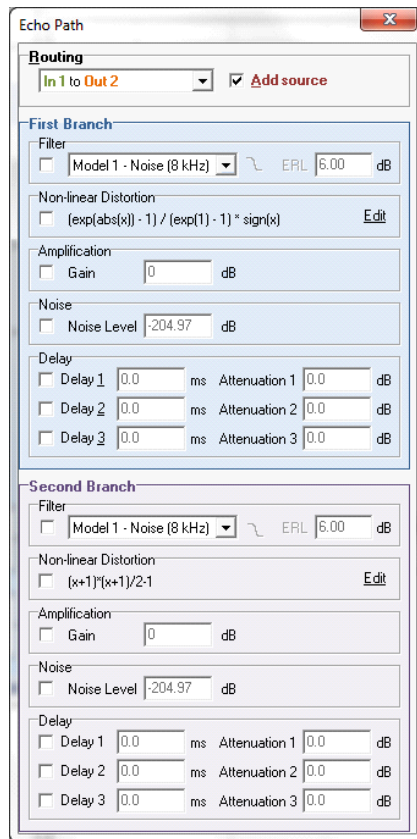 Echo Path
Routing
In 1 to Out 2 Add source
First Branch
Filter
Model 1 - Noise (8 kHz) ERL 6.00 dB
Non-linear Distortion
(exp(abs(x)) - 1) / (exp(1) - 1) * sign(x) Edit
Amplification
Gain 0 dB
Noise
Noise Level -204.97 dB
Delay
Delay 1 0.0 ms Attenuation 1 0.0 dB
Delay 2 0.0 ms Attenuation 2 0.0 dB
Delay 3 0.0 ms Attenuation 3 0.0 dB
Second Branch
Filter
Model 1 - Noise (8 kHz) ERL 6.00 dB
Non-linear Distortion
(x+1)*(x+1)/2-1 Edit
Amplification
Gain 0 dB
Noise
Noise Level -204.97 dB
Delay
Delay 1 0.0 ms Attenuation 1 0.0 dB
Delay 2 0.0 ms Attenuation 2 0.0 dB
Delay 3 0.0 ms Attenuation 3 0.0 dB